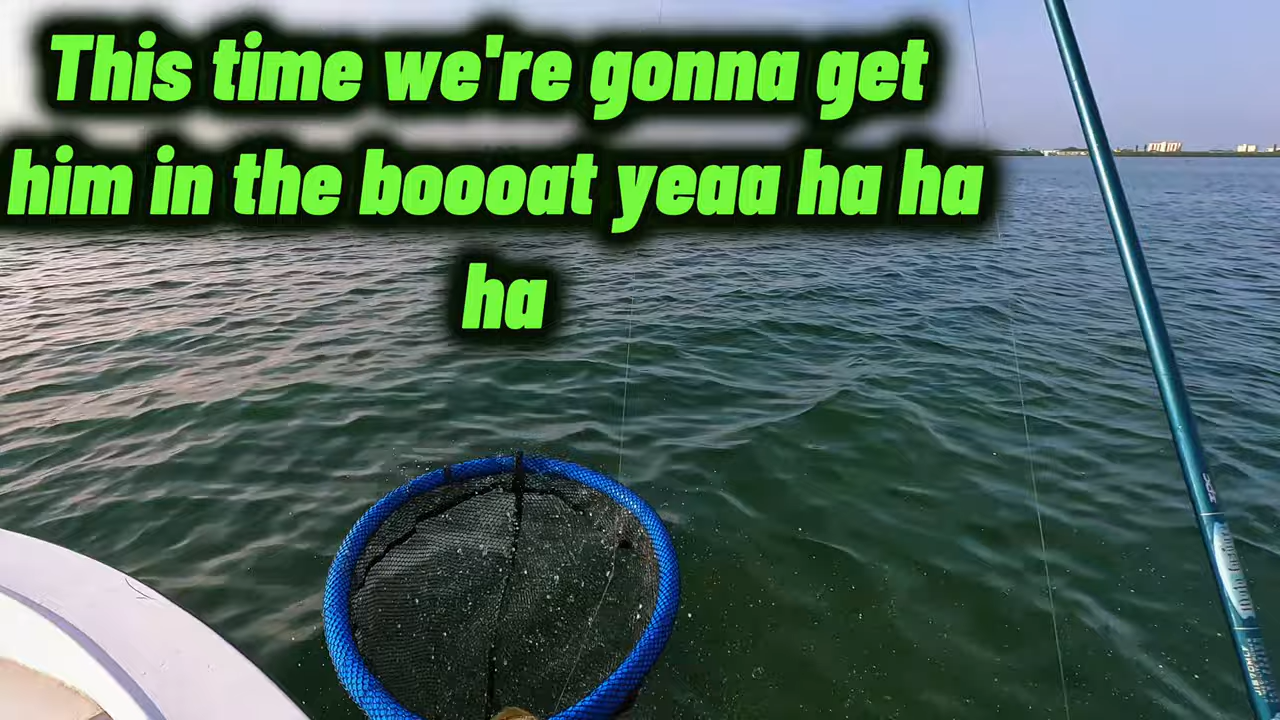 This time we're gonna get
him in the boooat yeaa ha ha
ha